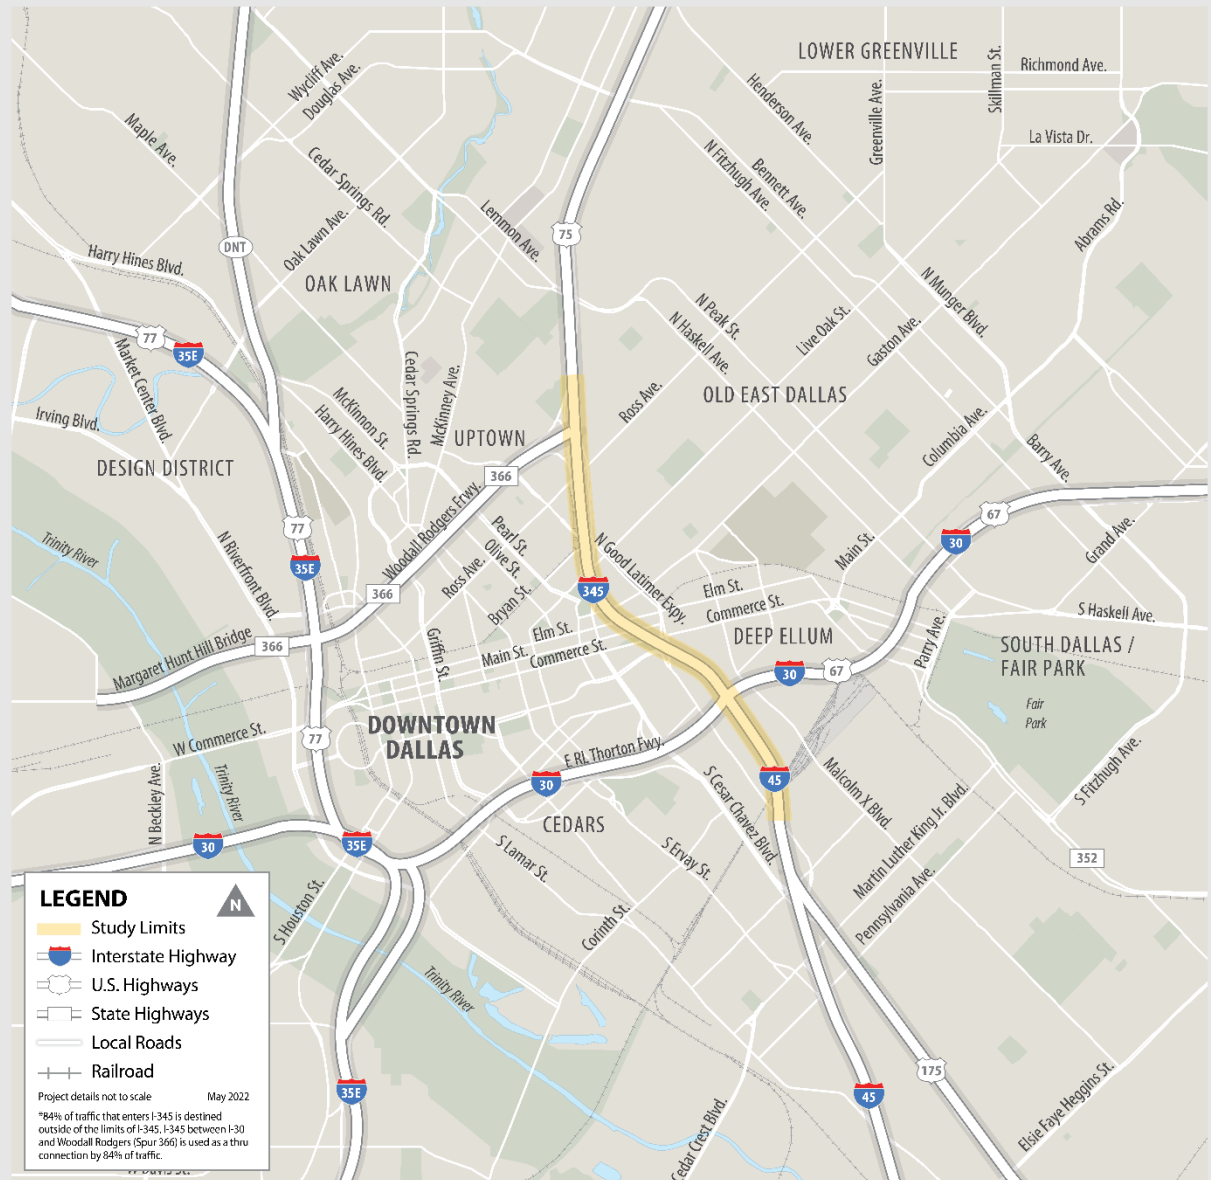 LOWER GREENVILLE
Richmond Ave.
Skillman St.
Greenville Ave.
La Vista Dr.
Henderson Ave.
Wycliff Ave.
Douglas Ave.
Maple Ave.
Cedar Springs Rd.
N Fitzhugh Ave.
Bennett Ave.
Abrams Rd.
Lemmon Ave.
Oak Lawn Ave.
75
DNT
Harry Hines Blvd.
OAK LAWN
N Munger Blvd.
N Peak St.
N Haskell Ave.
Live Oak St.
Gaston Ave.
77
35E
Market Center Blvd.
Cedar Springs Rd.
McKinney Ave.
Ross Ave.
OLD EAST DALLAS
McKinnon St.
Harry Hines Blvd.
Irving Blvd.
UPTOWN
Columbia Ave.
Barry Ave.
DESIGN DISTRICT
366
Woodall Rodgers Frwy.
67
30
77
35E
Trinity River
N Riverfront Blvd.
Pearl St.
Olive St.
Ross Ave.
Bryan St.
N Good Latimer Expy.
Main St.
Grand Ave.
345
366
Elm St.
Commerce St.
S Haskell Ave.
DEEP ELLUM
Parry Ave.
SOUTH DALLAS /
FAIR PARK
Margaret Hunt Hill Bridge
366
Griffin St.
Elm St.
Main St.
Commerce St.
30
67
Fair
Park
DOWNTOWN
DALLAS
77
W Commerce St.
E RL Thorton Fwy.
30
45
S Cesar Chavez Blvd.
Malcolm X Blvd.
S Fitzhugh Ave.
N Beckley Ave.
Trinity River
CEDARS
30
35E
S Lamar St.
S Ervay St.
Martin Luther King Jr. Blvd.
Pennsylvania Ave.
352
S Houston St.
Corinth St.
Trinity River
35E
Cedar Crest Blvd.
45
175
Elsie Faye Heggins St.
LEGEND
N
Study Limits
Interstate Highway
U.S. Highways
State Highways
Local Roads
Railroad
Project details not to scale May 2022
*84% of traffic that enters I-345 is destined
outside of the limits of I-345. I-345 between I-30
and Woodall Rodgers (Spur 366) is used as a thru
connection by 84% of traffic.
W Davis St.